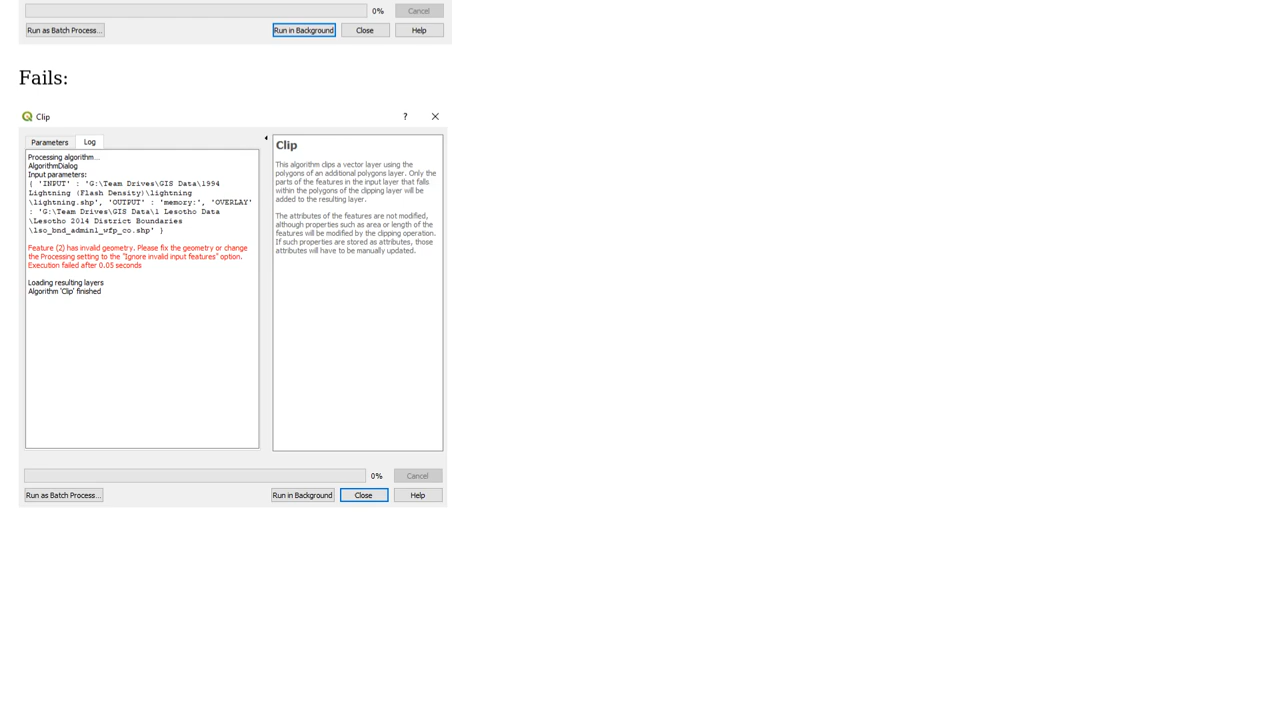 0% Cancel
Run as Batch Process... Run in Background Close Help
Fails:
Clip ? ×
Parameters Log
Processing algorithm...
AlgorithmDialog
Input parameters:
{ 'INPUT' : 'G:\Team Drives\GIS Data\1994
Lightning (Flash Density)\lightning
\lightning.shp', 'OUTPUT' : 'memory:', 'OVERLAY'
: 'G:\Team Drives\GIS Data\1 Lesotho Data
\Lesotho 2014 District Boundaries
\lso_bnd_admin1_wfp_co.shp' }
Feature (2) has invalid geometry. Please fix the geometry or change
the Processing setting to the "Ignore invalid input features" option.
Execution failed after 0.05 seconds
Loading resulting layers
Algorithm 'Clip' finished
Clip
This algorithm clips a vector layer using the
polygons of an additional polygons layer. Only the
parts of the features in the input layer that falls
within the polygons of the clipping layer will be
added to the resulting layer.
The attributes of the features are not modified,
although properties such as area or length of the
features will be modified by the clipping operation.
If such properties are stored as attributes, those
attributes will have to be manually updated.
0% Cancel
Run as Batch Process... Run in Background Close Help